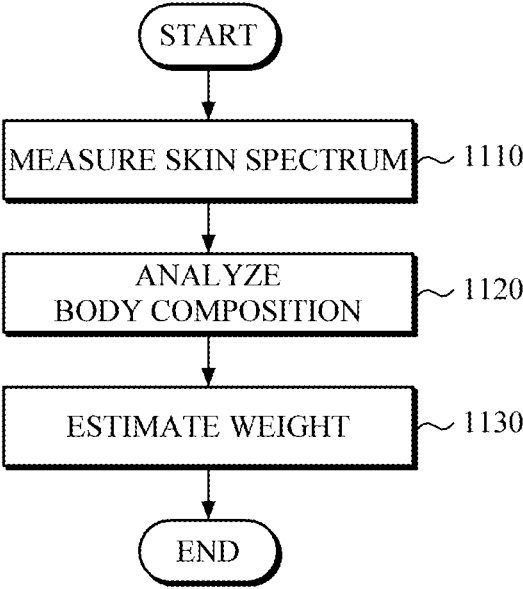 START
MEASURE SKIN SPECTRUM
1110
ANALYZE
BODY COMPOSITION
1120
ESTIMATE WEIGHT
1130
END